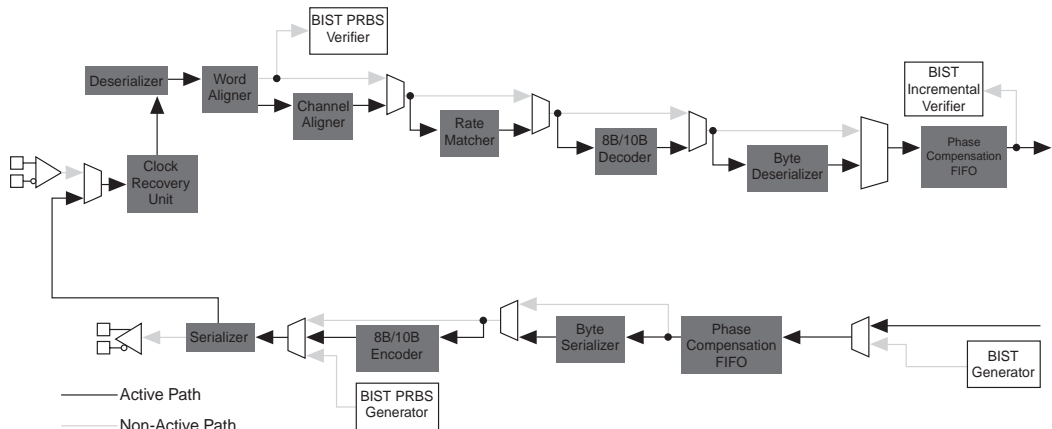 BIST PRBS
Verifier
Deserializer
Word
Aligner
Channel
Aligner
Rate
Matcher
8B/10B
Decoder
Byte
Deserializer
BIST
Incremental
Verifier
Phase
Compensation
FIFO
Clock
Recovery
Unit
Serializer
8B/10B
Encoder
Byte
Serializer
Phase
Compensation
FIFO
BIST
Generator
BIST PRBS
Generator
Active Path
Non-Active Path